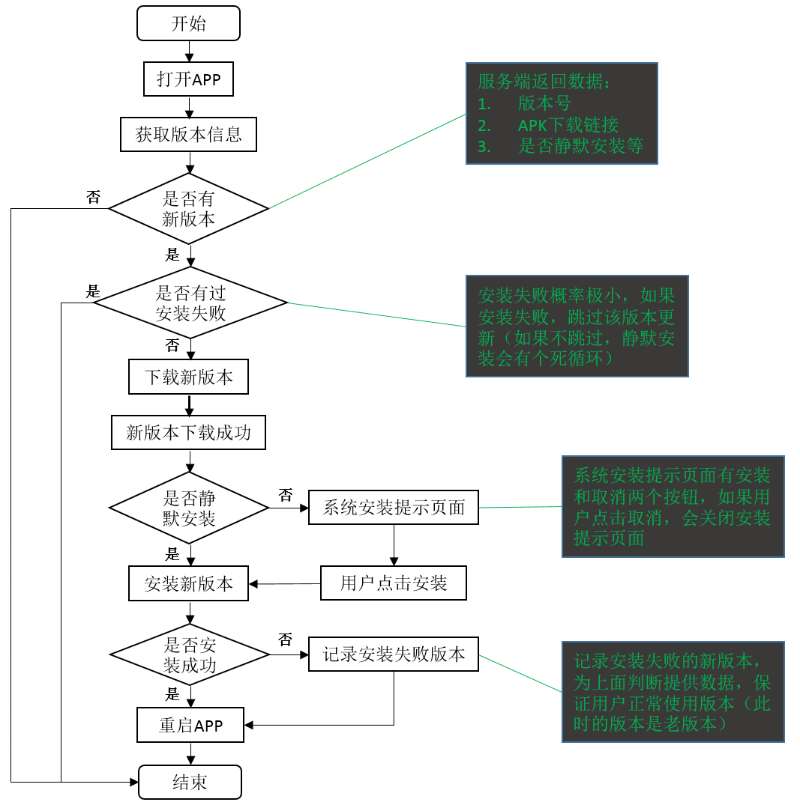 开始
打开APP
获取版本信息
服务端返回数据：
1. 版本号
2. APK下载链接
3. 是否静默安装等
否
是否有
新版本
是
是
是否有过
安装失败
安装失败概率极小，如果
安装失败，跳过该版本更
新（如果不跳过，静默安
装会有个死循环）
否
下载新版本
新版本下载成功
是否静
默安装
否
系统安装提示页面
系统安装提示页面有安装
和取消两个按钮，如果用
户点击取消，会关闭安装
提示页面
是
安装新版本
用户点击安装
是否安
装成功
否
记录安装失败版本
记录安装失败的新版本，
为上面判断提供数据，保
证用户正常使用版本（此
时的版本是老版本）
是
重启APP
结束